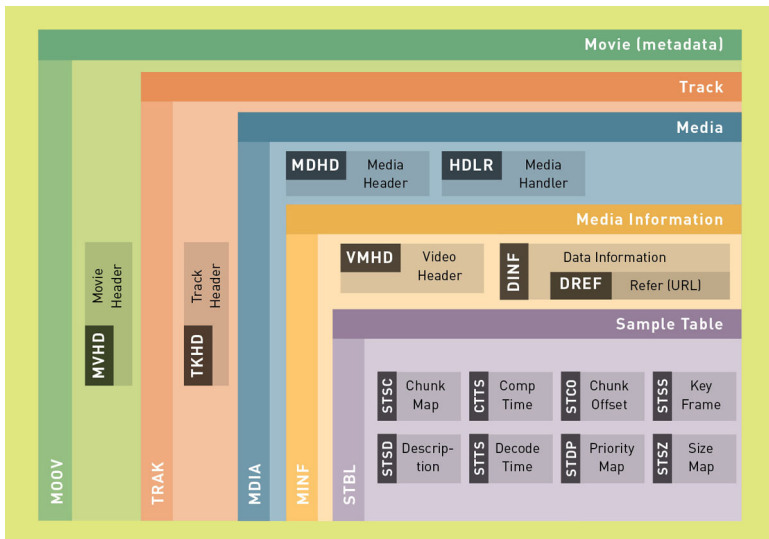 Movie (metadata)
Track
Media
MDHD
Media
Header
HDLR
Media
Handler
Media Information
VMHD
Video
Header
DINF
Data Information
DREF
Refer (URL)
Movie
Header
MVHD
Track
Header
TKHD
Sample Table
STSC
Chunk
Map
CTTS
Comp
Time
STCO
Chunk
Offset
STSS
Key
Frame
STSD
Descrip-
tion
STTS
Decode
Time
STDP
Priority
Map
STSZ
Size
Map
MOOV
TRAK
MDIA
MINF
STBL